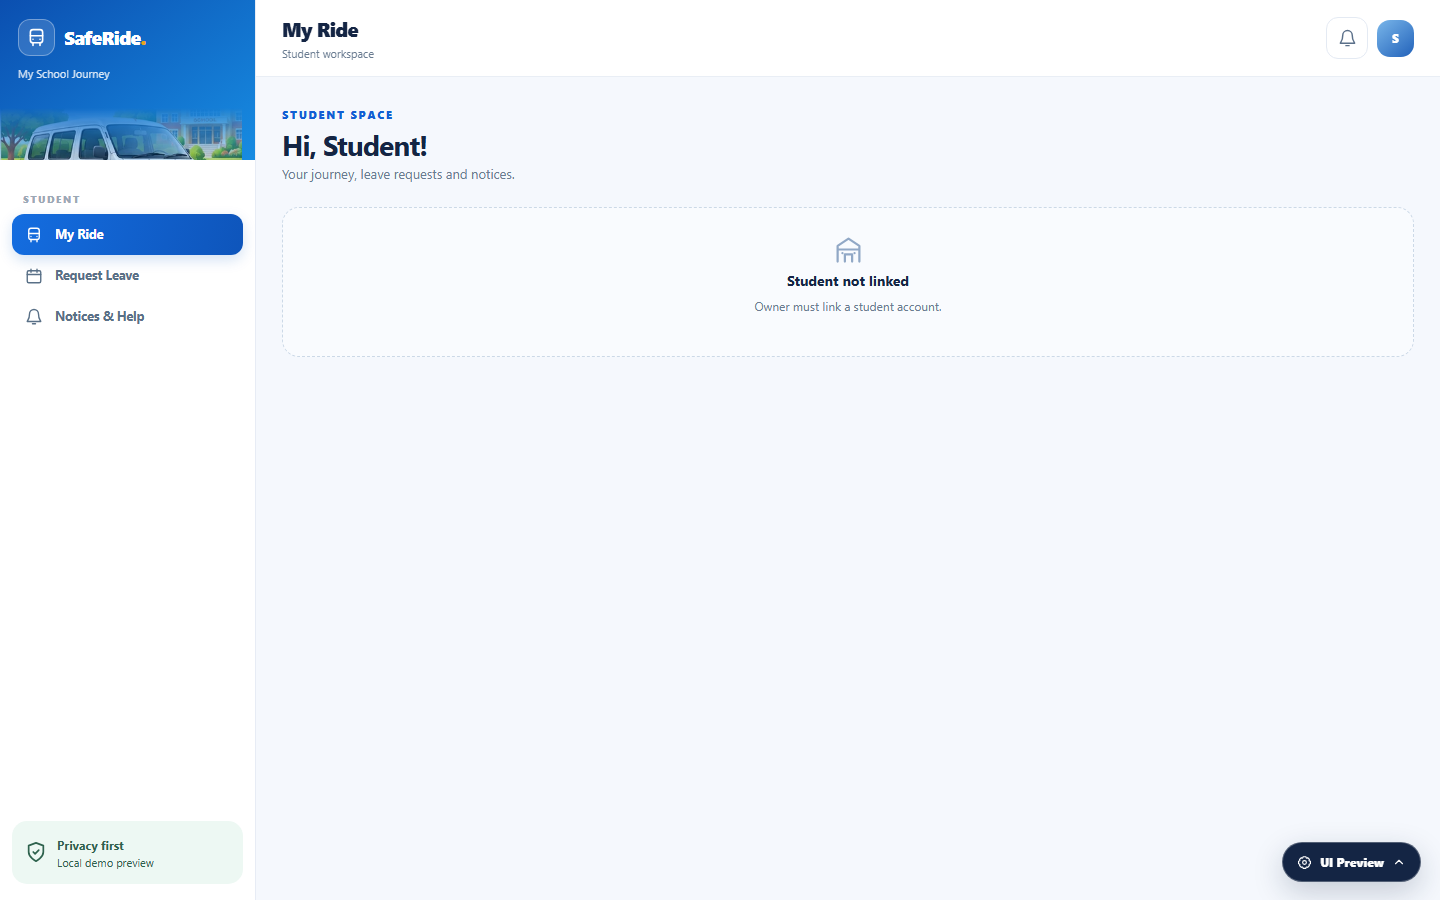 SafeRide.
My School Journey
STUDENT
My Ride
Request Leave
Notices & Help
Privacy first
Local demo preview
My Ride
Student workspace
S
STUDENT SPACE
Hi, Student!
Your journey, leave requests and notices.
Student not linked
Owner must link a student account.
UI Preview